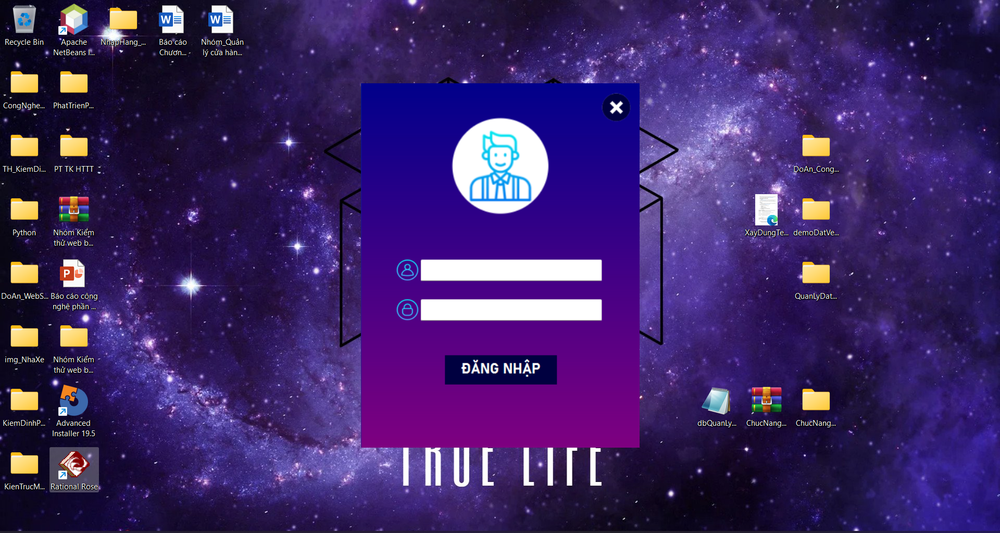 Recycle Bin
Apache
NetBeans I...
NhapHang_...
Báo cáo
Chươn...
Nhóm_Quản
lý cửa hàn...
CongNghe...
PhatTrienP...
TH_KiemDi...
PT TK HTTT
DoAn_Cong...
Python
Nhóm Kiểm
thử web b...
XayDungTe...
demoDatVe...
DoAn_WebS...
Báo cáo công
nghệ phần ...
QuanLyDat...
img_NhaXe
Nhóm Kiểm
thử web b...
ĐĂNG NHẬP
KiemDinhP...
Advanced
Installer 19.5
dbQuanLy...
ChucNang...
ChucNang...
TRUE LIFE
KienTrucM...
Rational Rose